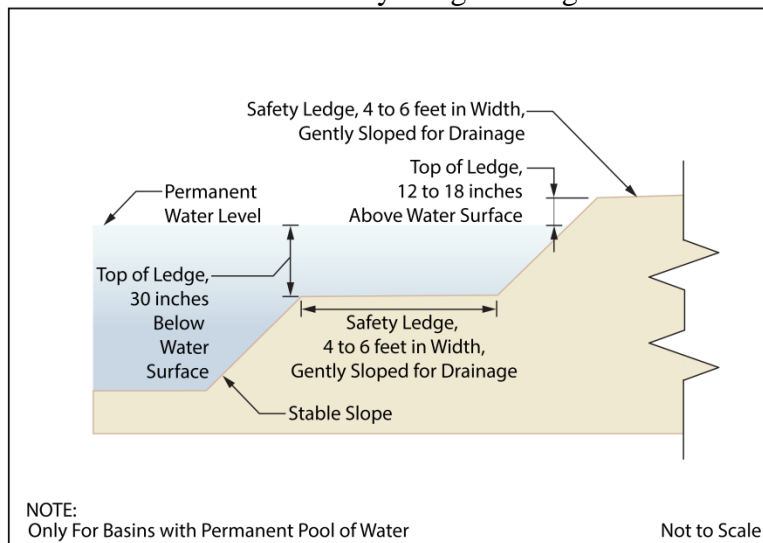 Safety Ledge, 4 to 6 feet in Width,
Gently Sloped for Drainage
Top of Ledge,
12 to 18 inches
Above Water Surface
Permanent
Water Level
Top of Ledge,
30 inches
Below
Water
Surface
Safety Ledge,
4 to 6 feet in Width,
Gently Sloped for Drainage
Stable Slope
NOTE:
Only For Basins with Permanent Pool of Water
Not to Scale